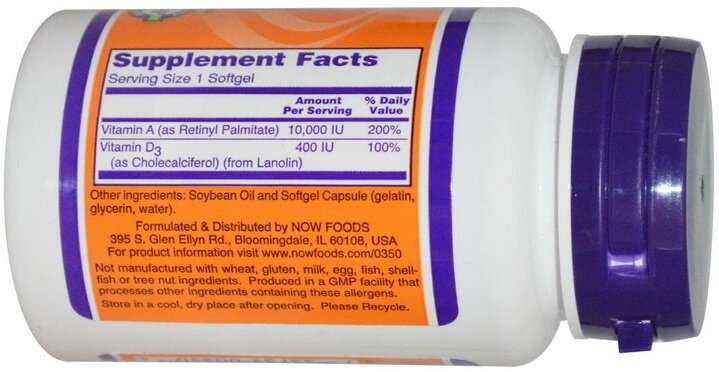 Supplement Facts
Serving Size 1 Softgel
Amount Per Serving % Daily Value
Vitamin A (as Retinyl Palmitate) 10,000 IU 200%
Vitamin D3 400 IU 100%
(as Cholecalciferol) (from Lanolin)
Other ingredients: Soybean Oil and Softgel Capsule (gelatin,
glycerin, water).
Formulated & Distributed by NOW FOODS
395 S. Glen Ellyn Rd., Bloomingdale, IL 60108, USA
For product information visit www.nowfoods.com/0350
Not manufactured with wheat, gluten, milk, egg, fish, shell-
fish or tree nut ingredients. Produced in a GMP facility that
processes other ingredients containing these allergens.
Store in a cool, dry place after opening. Please Recycle.